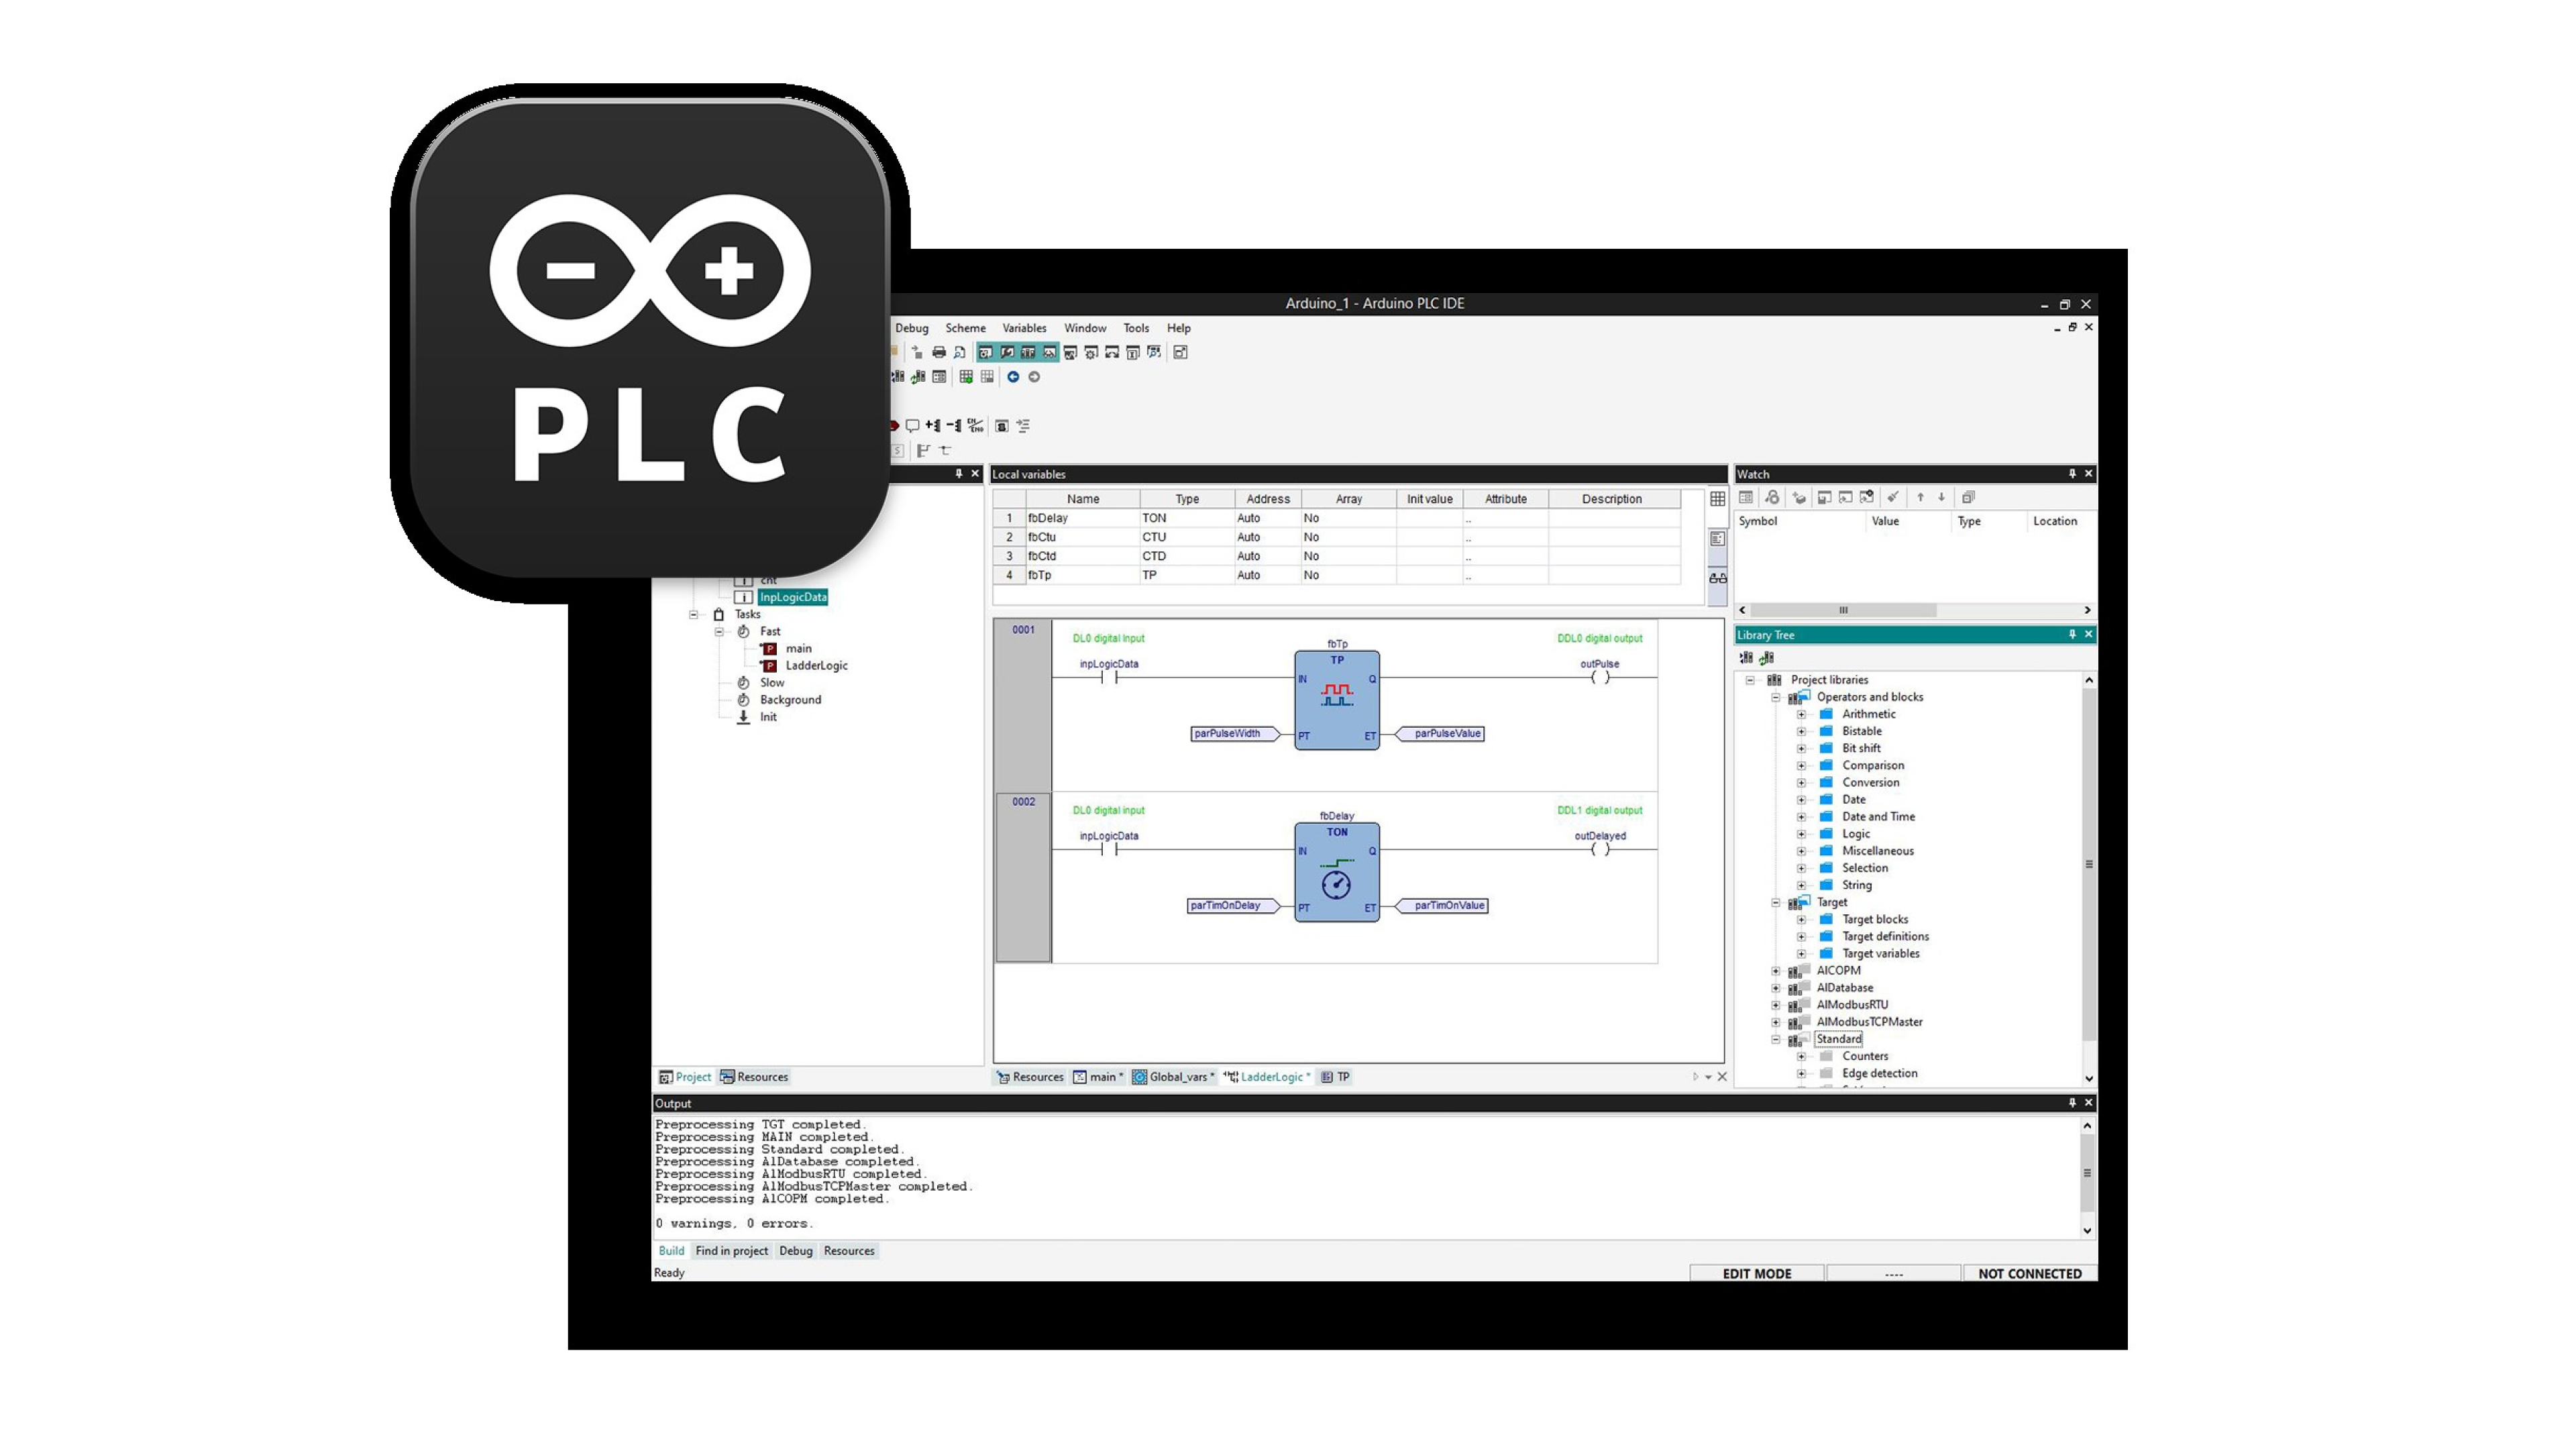 PLC
Arduino_1 - Arduino PLC IDE
Debug Scheme Variables Window Tools Help
Local variables
Name Type Address Array Init value Attribute Description
1 fbDelay TON Auto No ..
2 fbCtu CTU Auto No ..
3 fbCtd CTD Auto No ..
4 fbTp TP Auto No ..
Watch
Symbol Value Type Location
cnt
InpLogicData
Tasks
Fast
main
LadderLogic
Slow
Background
Init
0001
DL0 digital Input
inpLogicData
fbTp
TP
IN Q
PT ET
parPulseWidth
parPulseValue
DDL0 digital output
outPulse
0002
DL0 digital input
inpLogicData
fbDelay
TON
IN Q
PT ET
parTimOnDelay
parTimOnValue
DDL1 digital output
outDelayed
Library Tree
Project libraries
Operators and blocks
Arithmetic
Bistable
Bit shift
Comparison
Conversion
Date
Date and Time
Logic
Miscellaneous
Selection
String
Target
Target blocks
Target definitions
Target variables
AlCOPM
AlDatabase
AlModbusRTU
AlModbusTCPMaster
Standard
Counters
Edge detection
Project Resources
Resources main * Global_vars * LadderLogic * TP
Output
Preprocessing TGT completed.
Preprocessing MAIN completed.
Preprocessing Standard completed.
Preprocessing AlDatabase completed.
Preprocessing AlModbusRTU completed.
Preprocessing AlModbusTCPMaster completed.
Preprocessing AlCOPM completed.
0 warnings, 0 errors.
Build Find in project Debug Resources
Ready
EDIT MODE ---- NOT CONNECTED